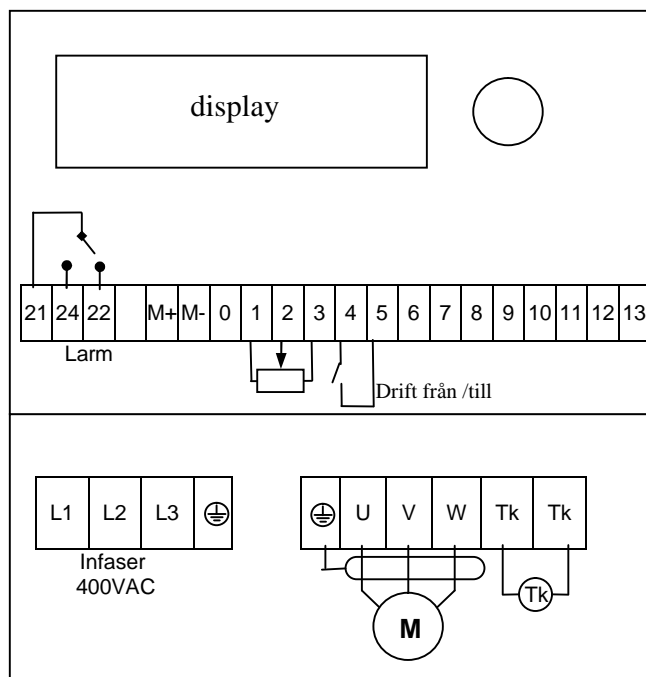 display
21 24 22 M+ M- 0 1 2 3 4 5 6 7 8 9 10 11 12 13
Larm
Drift från /till
L1 L2 L3 U V W Tk Tk
Infaser
400VAC
Tk
M